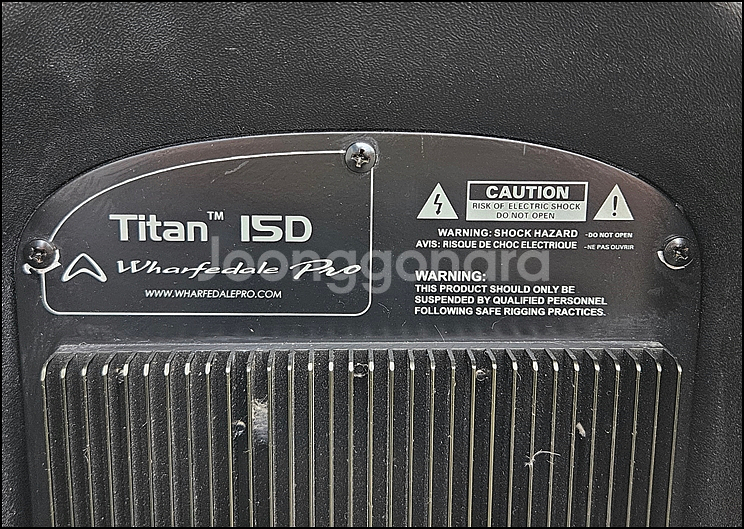 Titan™ 15D
Wharfedale Pro
WWW.WHARFEDALEPRO.COM
CAUTION
RISK OF ELECTRIC SHOCK
DO NOT OPEN
WARNING: SHOCK HAZARD - DO NOT OPEN
AVIS: RISQUE DE CHOC ELECTRIQUE - NE PAS OUVRIR
WARNING:
THIS PRODUCT SHOULD ONLY BE
SUSPENDED BY QUALIFIED PERSONNEL
FOLLOWING SAFE RIGGING PRACTICES.
joonggonara